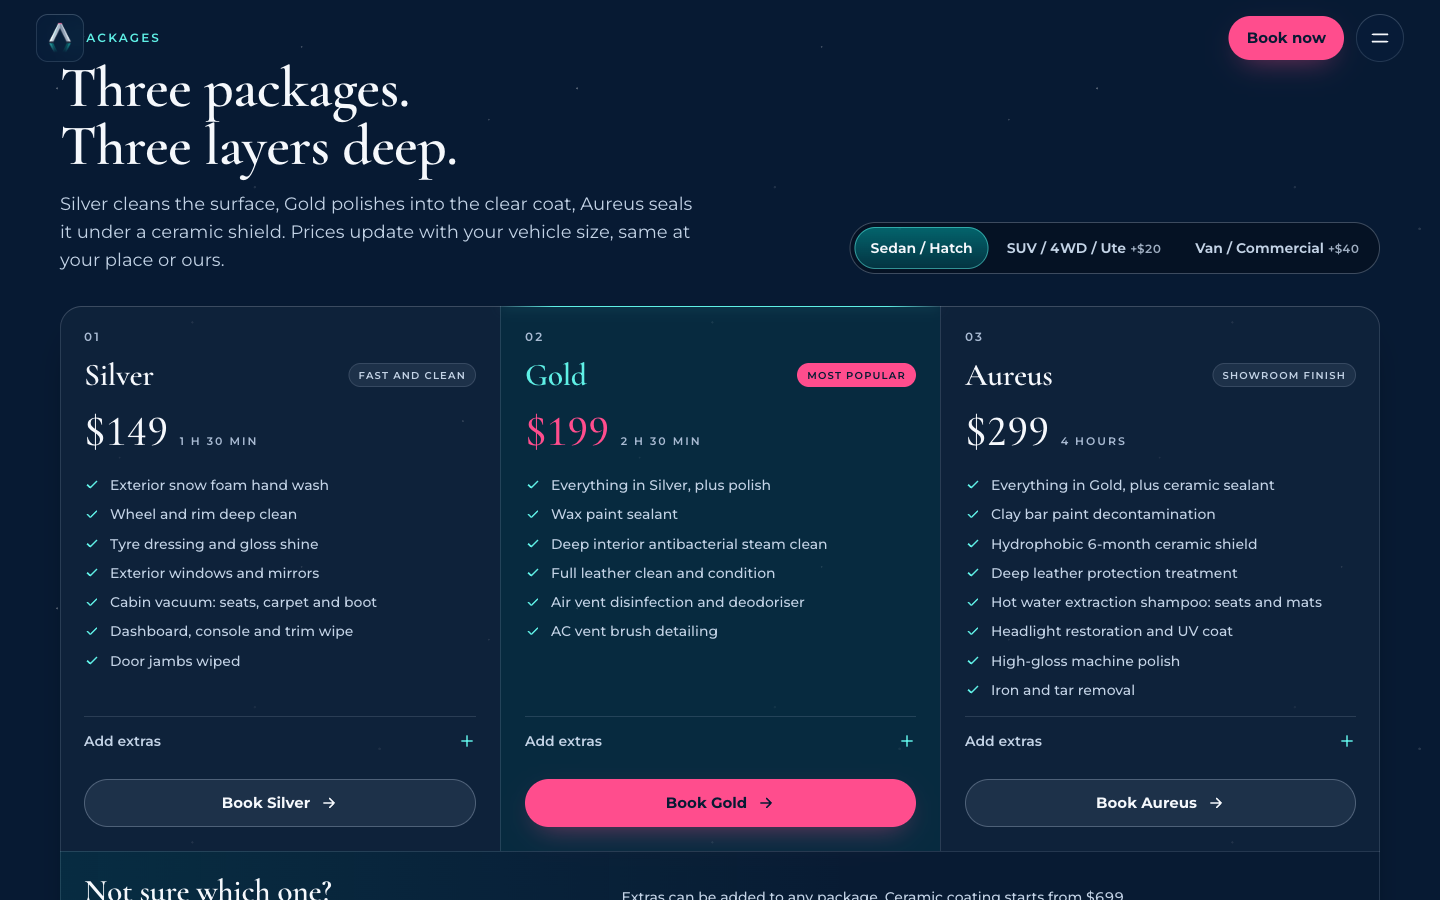 ACKAGES
Book now
Three packages.
Three layers deep.
Silver cleans the surface, Gold polishes into the clear coat, Aureus seals
it under a ceramic shield. Prices update with your vehicle size, same at
your place or ours.
Sedan / Hatch
SUV / 4WD / Ute +$20
Van / Commercial +$40
01
Silver
FAST AND CLEAN
$149 1 H 30 MIN
Exterior snow foam hand wash
Wheel and rim deep clean
Tyre dressing and gloss shine
Exterior windows and mirrors
Cabin vacuum: seats, carpet and boot
Dashboard, console and trim wipe
Door jambs wiped
Add extras
Book Silver
02
Gold
MOST POPULAR
$199 2 H 30 MIN
Everything in Silver, plus polish
Wax paint sealant
Deep interior antibacterial steam clean
Full leather clean and condition
Air vent disinfection and deodoriser
AC vent brush detailing
Add extras
Book Gold
03
Aureus
SHOWROOM FINISH
$299 4 HOURS
Everything in Gold, plus ceramic sealant
Clay bar paint decontamination
Hydrophobic 6-month ceramic shield
Deep leather protection treatment
Hot water extraction shampoo: seats and mats
Headlight restoration and UV coat
High-gloss machine polish
Iron and tar removal
Add extras
Book Aureus
Not sure which one?
Extras can be added to any package. Ceramic coating starts from $699